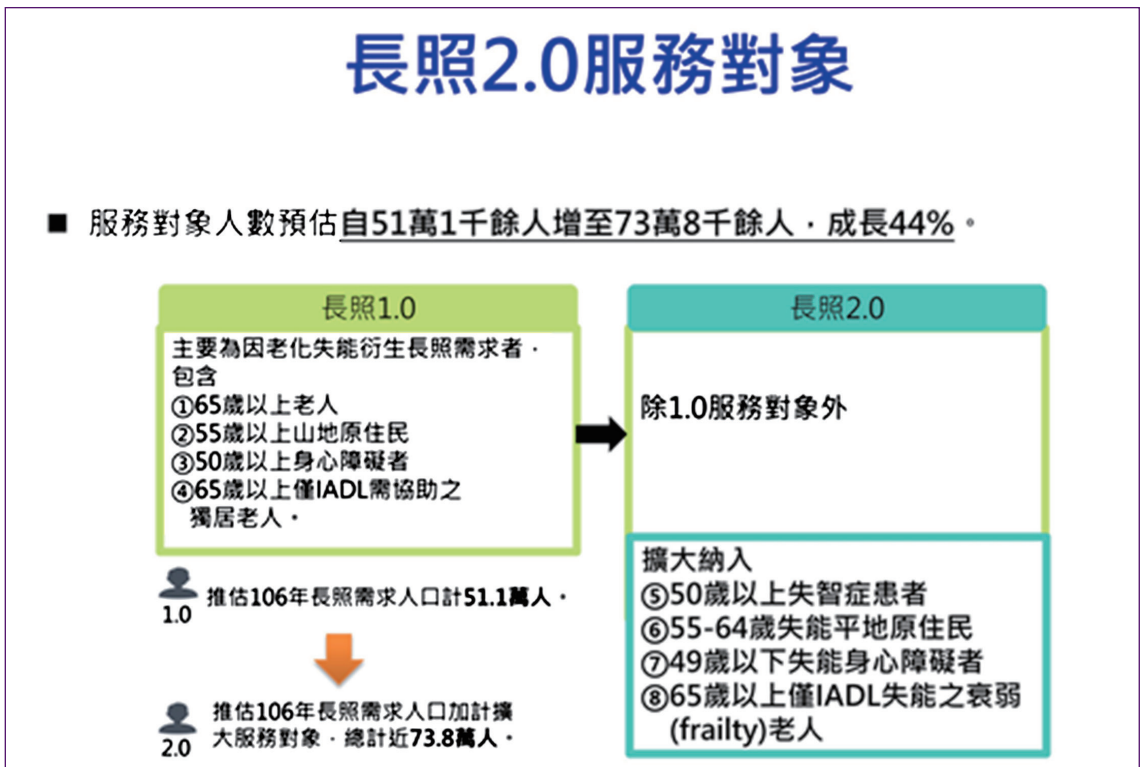 長照2.0服務對象
■ 服務對象人數預估自51萬1千餘人增至73萬8千餘人，成長44%。
長照1.0
主要為因老化失能衍生長照需求者，
包含
①65歲以上老人
②55歲以上山地原住民
③50歲以上身心障礙者
④65歲以上僅IADL需協助之
獨居老人。
1.0
推估106年長照需求人口計51.1萬人。
2.0
推估106年長照需求人口加計擴
大服務對象，總計近73.8萬人。
長照2.0
除1.0服務對象外
擴大納入
⑤50歲以上失智症患者
⑥55-64歲失能平地原住民
⑦49歲以下失能身心障礙者
⑧65歲以上僅IADL失能之衰弱
(frailty)老人